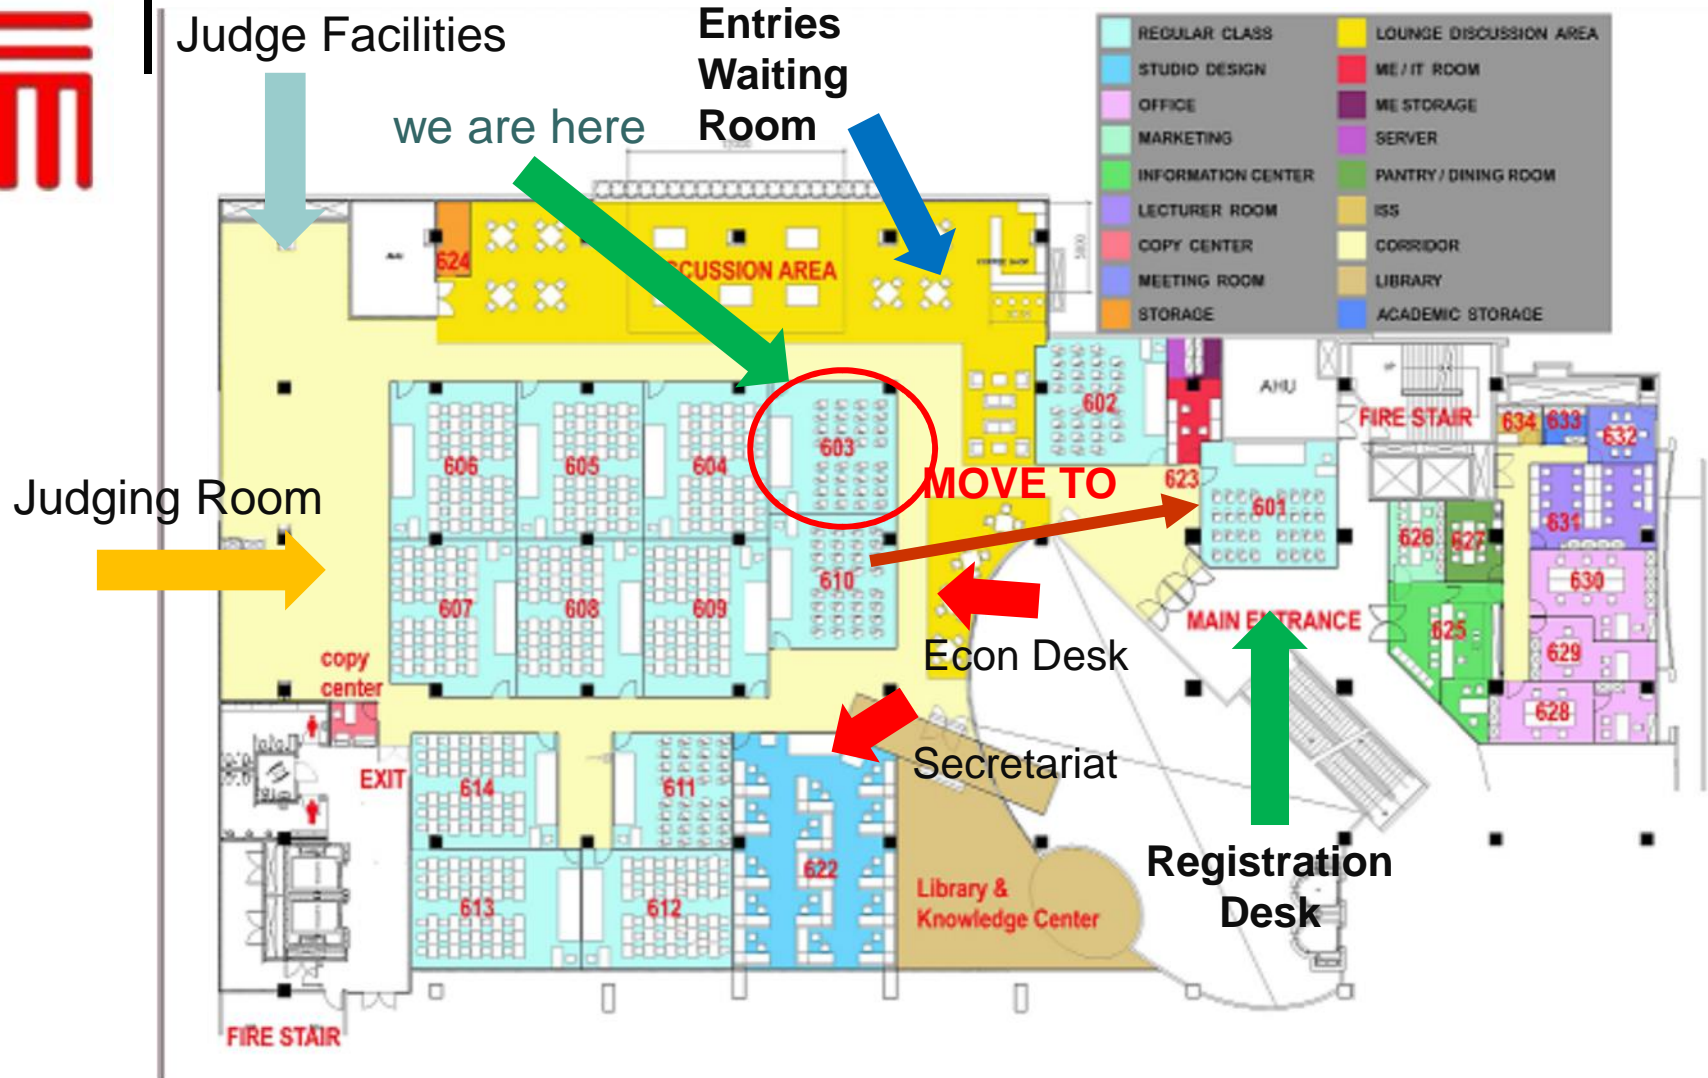 Judge Facilities
Entries
Waiting
Room
we are here
REGULAR CLASS
STUDIO DESIGN
OFFICE
MARKETING
INFORMATION CENTER
LECTURER ROOM
COPY CENTER
MEETING ROOM
STORAGE
LOUNGE DISCUSSION AREA
ME / IT ROOM
ME STORAGE
SERVER
PANTRY / DINING ROOM
ISS
CORRIDOR
LIBRARY
ACADEMIC STORAGE
624
SCUSSION AREA
AHU
602
FIRE STAIR
634
633
632
606
605
604
603
Judging Room
MOVE TO
623
601
631
626
627
610
630
607
608
609
MAIN ENTRANCE
625
Econ Desk
629
copy
center
628
Secretariat
EXIT
614
611
622
Registration
Desk
Library &
Knowledge Center
613
612
FIRE STAIR